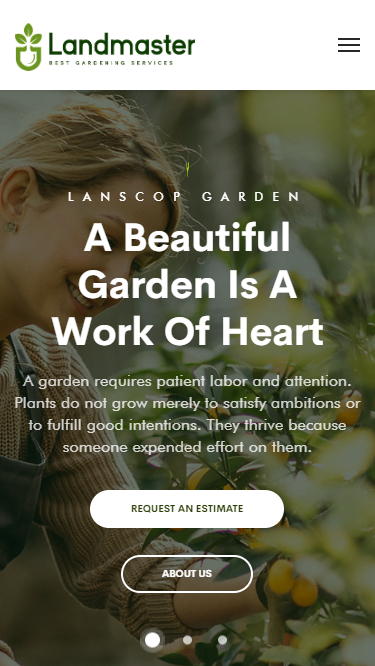 Landmaster
BEST GARDENING SERVICES
LANSCOP GARDEN
A Beautiful
Garden Is A
Work Of Heart
A garden requires patient labor and attention.
Plants do not grow merely to satisfy ambitions or
to fulfill good intentions. They thrive because
someone expended effort on them.
REQUEST AN ESTIMATE
ABOUT US